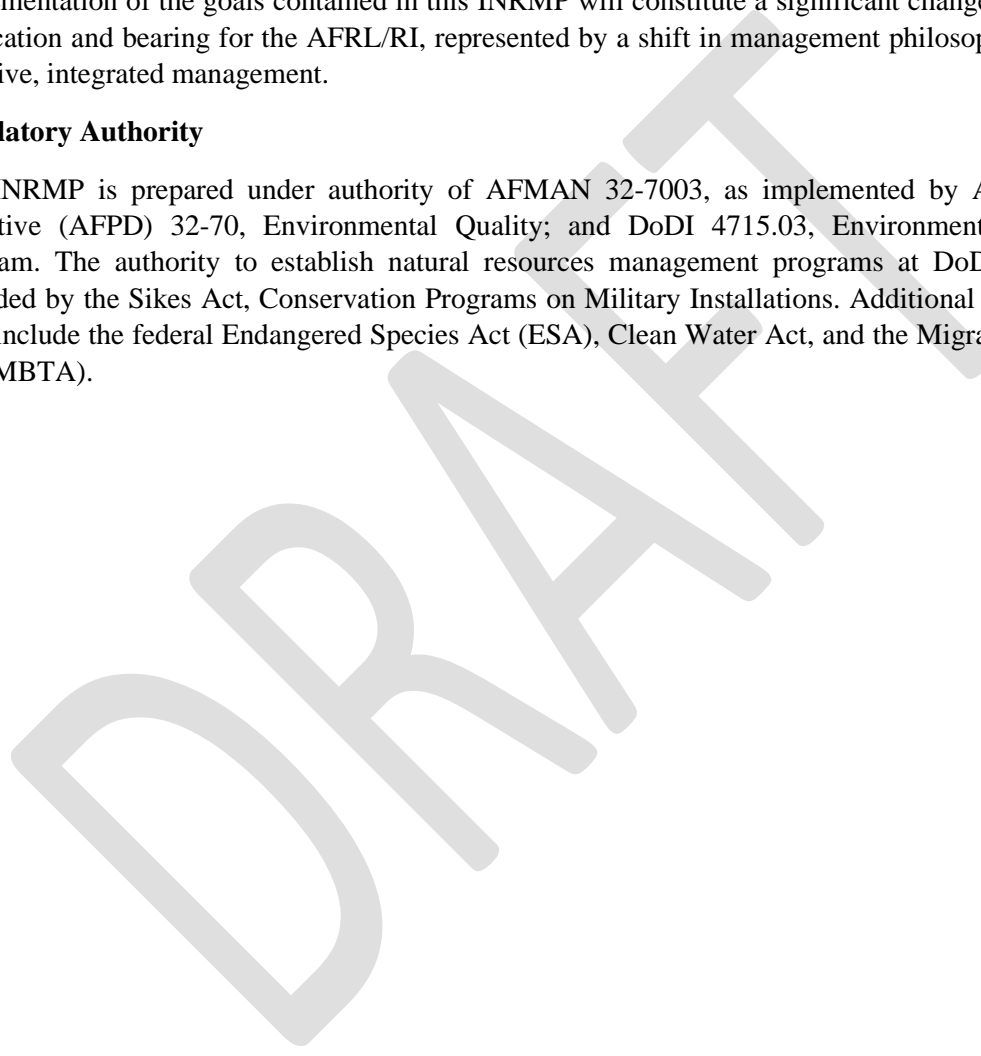 mentation of the goals contained in this INRMP will constitute a significant change
cation and bearing for the AFRL/RI, represented by a shift in management philosop
ive, integrated management.
latory Authority
NRMP is prepared under authority of AFMAN 32-7003, as implemented by A
tive (AFPD) 32-70, Environmental Quality; and DoDI 4715.03, Environment
am. The authority to establish natural resources management programs at DoD
ded by the Sikes Act, Conservation Programs on Military Installations. Additional
include the federal Endangered Species Act (ESA), Clean Water Act, and the Migra
MBTA).
DRAFT